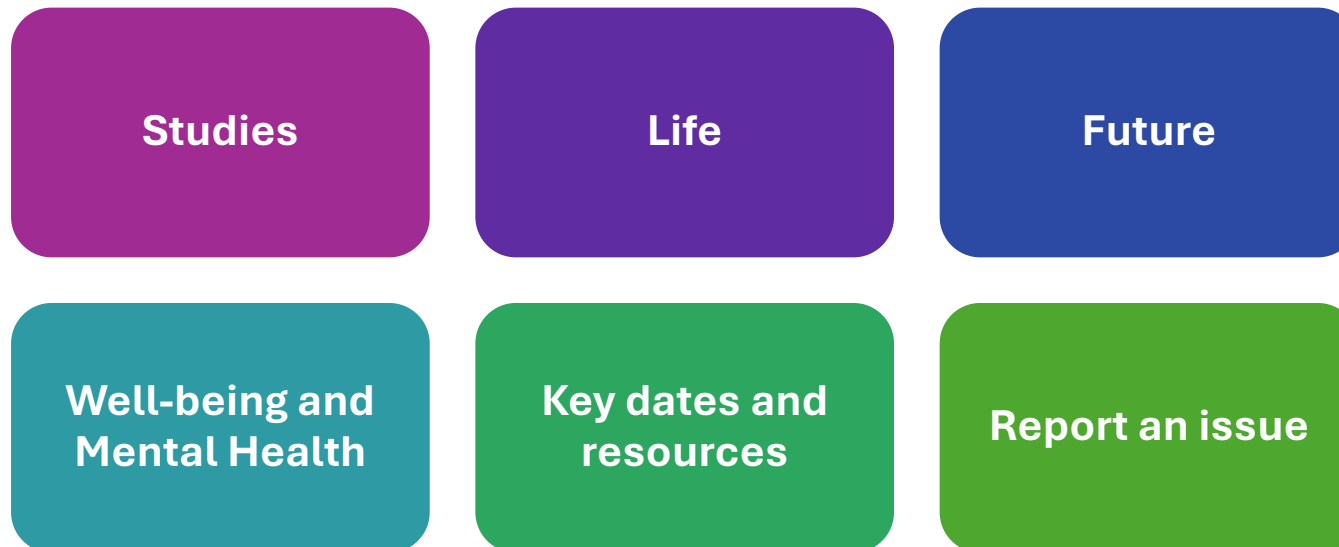 Studies
Life
Future
Well-being and
Mental Health
Key dates and
resources
Report an issue